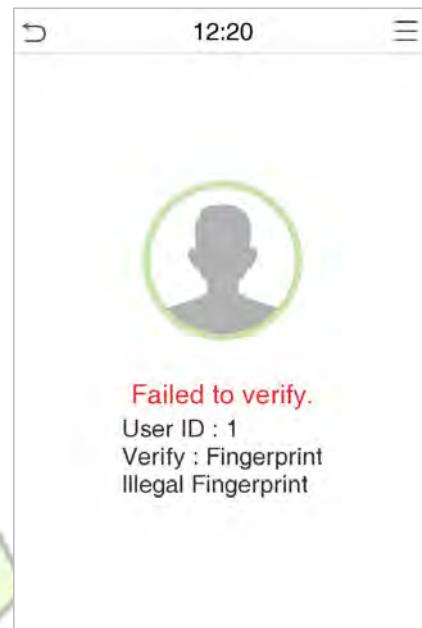 12:20
Failed to verify.
User ID : 1
Verify : Fingerprint
Illegal Fingerprint